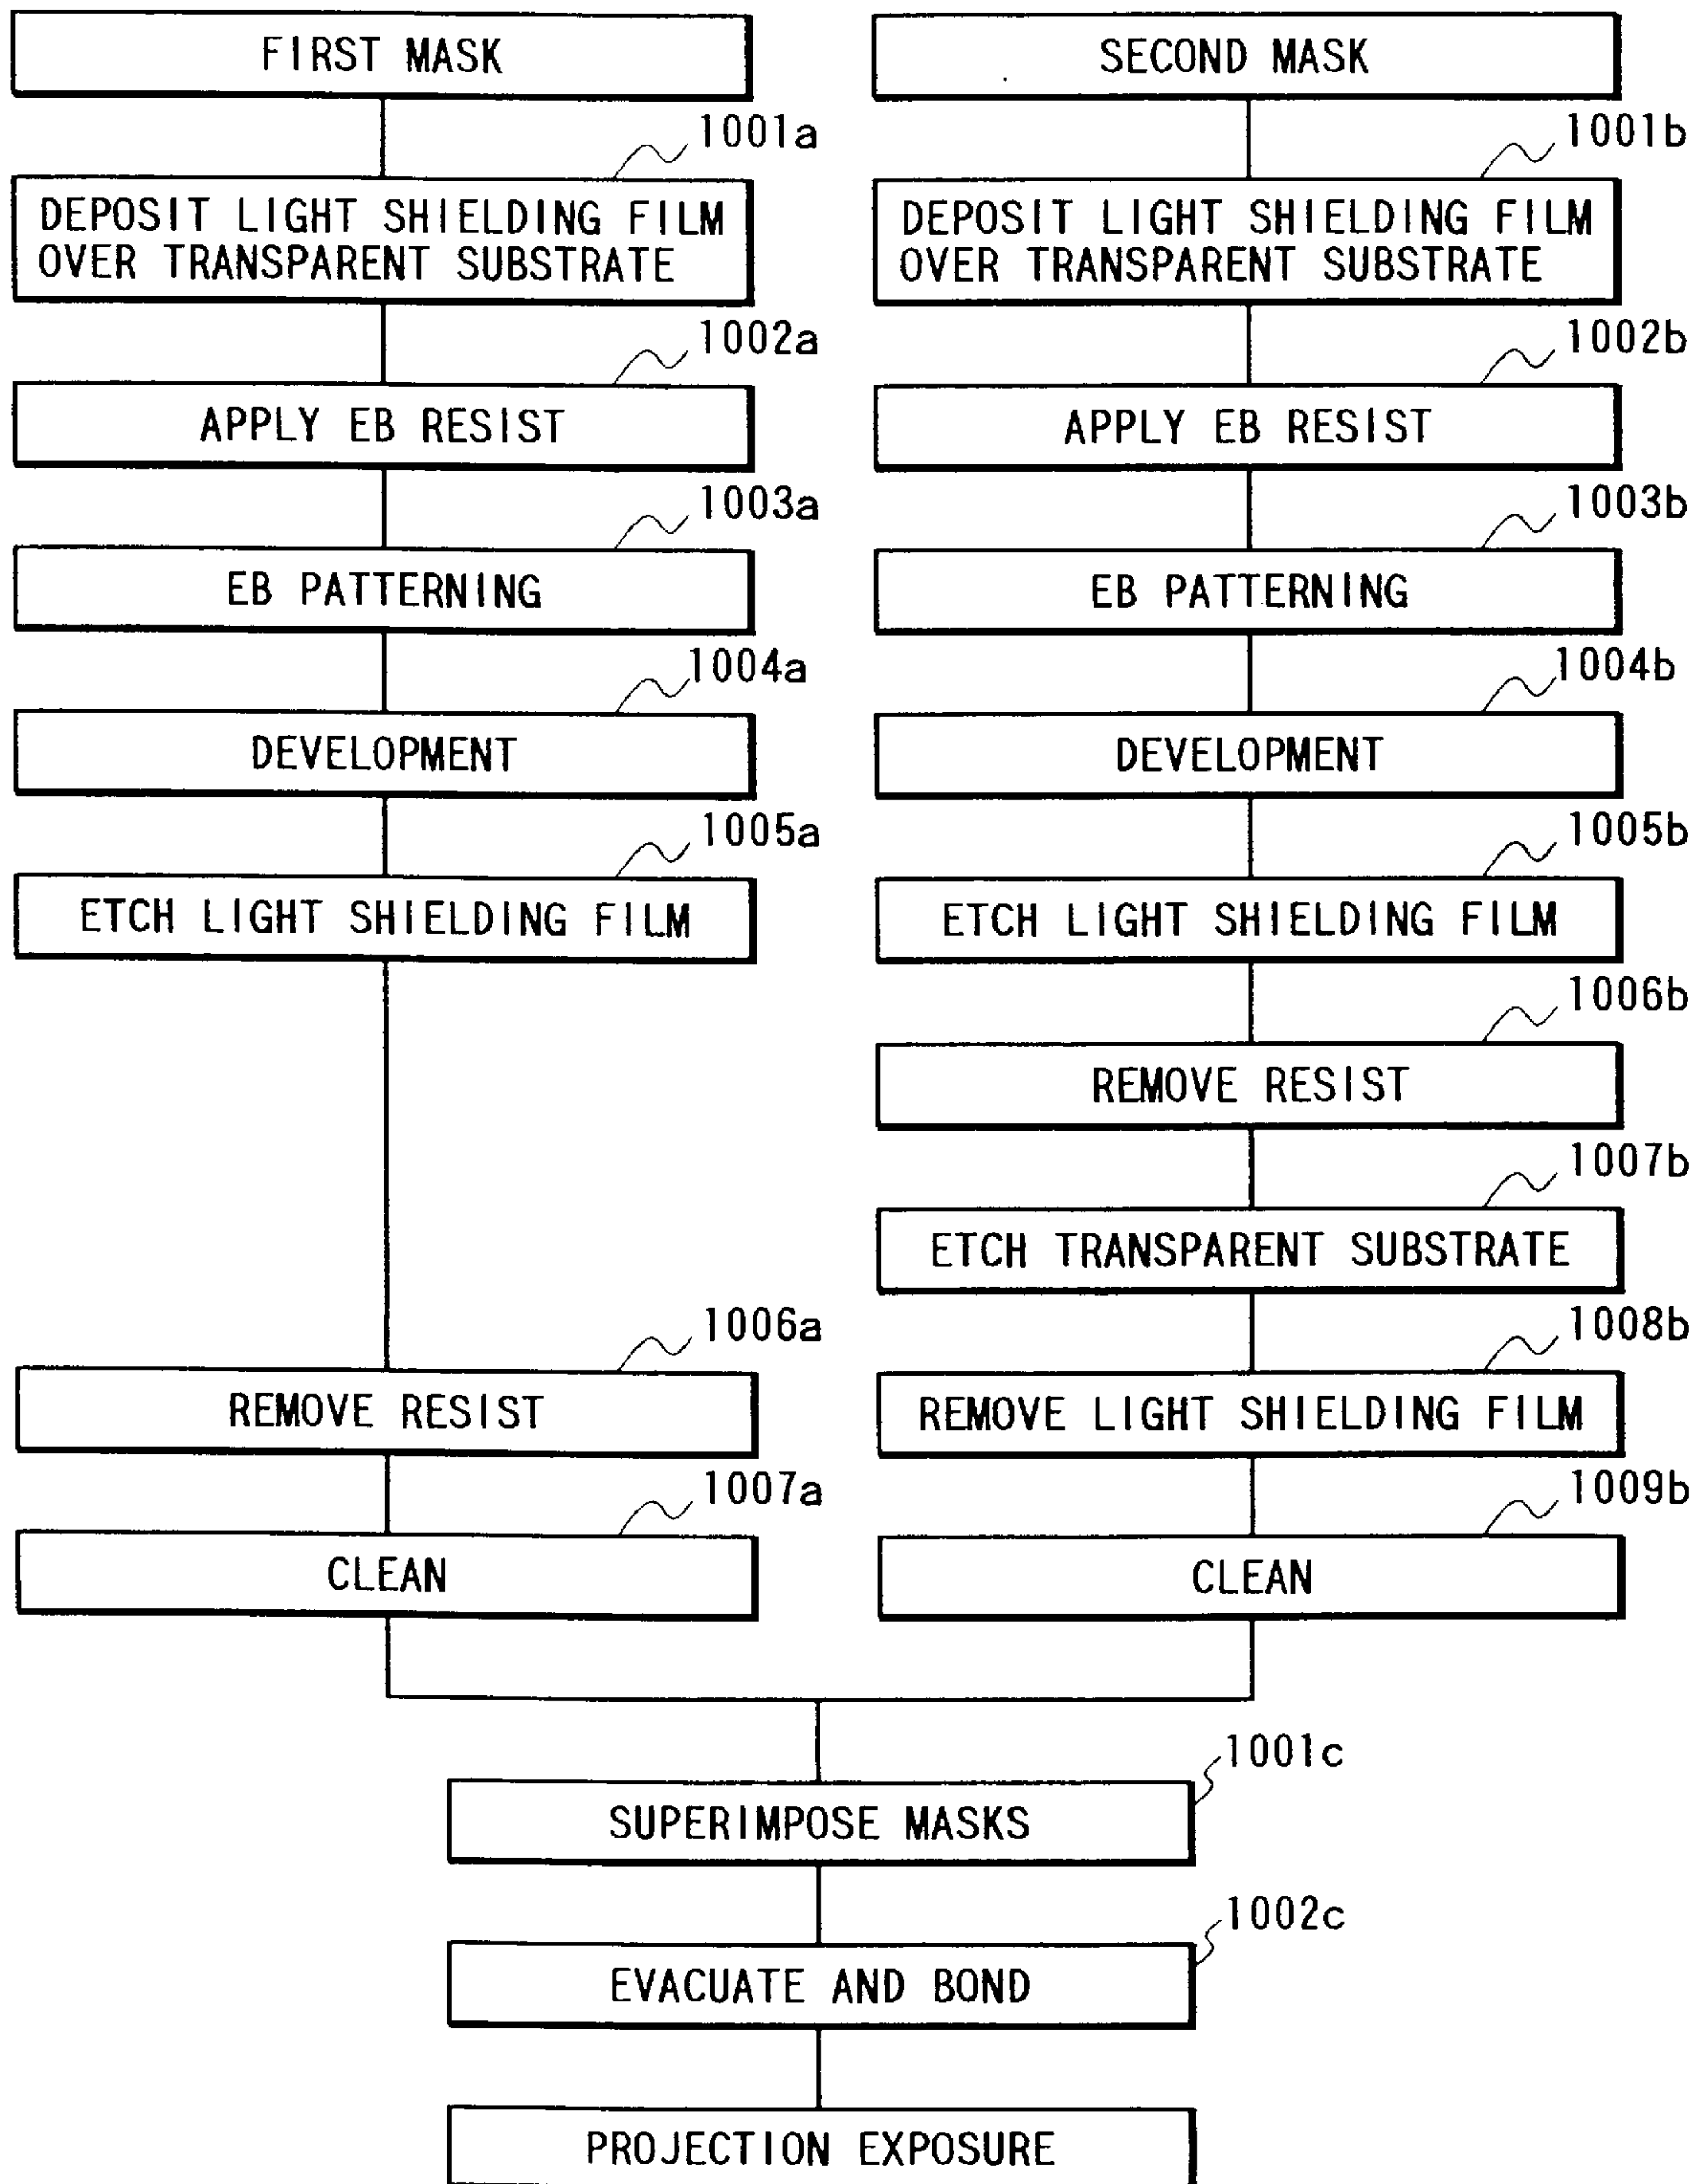 FIRST MASK
SECOND MASK
1001a
1001b
DEPOSIT LIGHT SHIELDING FILM
OVER TRANSPARENT SUBSTRATE
DEPOSIT LIGHT SHIELDING FILM
OVER TRANSPARENT SUBSTRATE
1002a
1002b
APPLY EB RESIST
APPLY EB RESIST
1003a
1003b
EB PATTERNING
EB PATTERNING
1004a
1004b
DEVELOPMENT
DEVELOPMENT
1005a
1005b
ETCH LIGHT SHIELDING FILM
ETCH LIGHT SHIELDING FILM
1006b
REMOVE RESIST
1007b
ETCH TRANSPARENT SUBSTRATE
1006a
1008b
REMOVE RESIST
REMOVE LIGHT SHIELDING FILM
1007a
1009b
CLEAN
CLEAN
1001c
SUPERIMPOSE MASKS
1002c
EVACUATE AND BOND
PROJECTION EXPOSURE